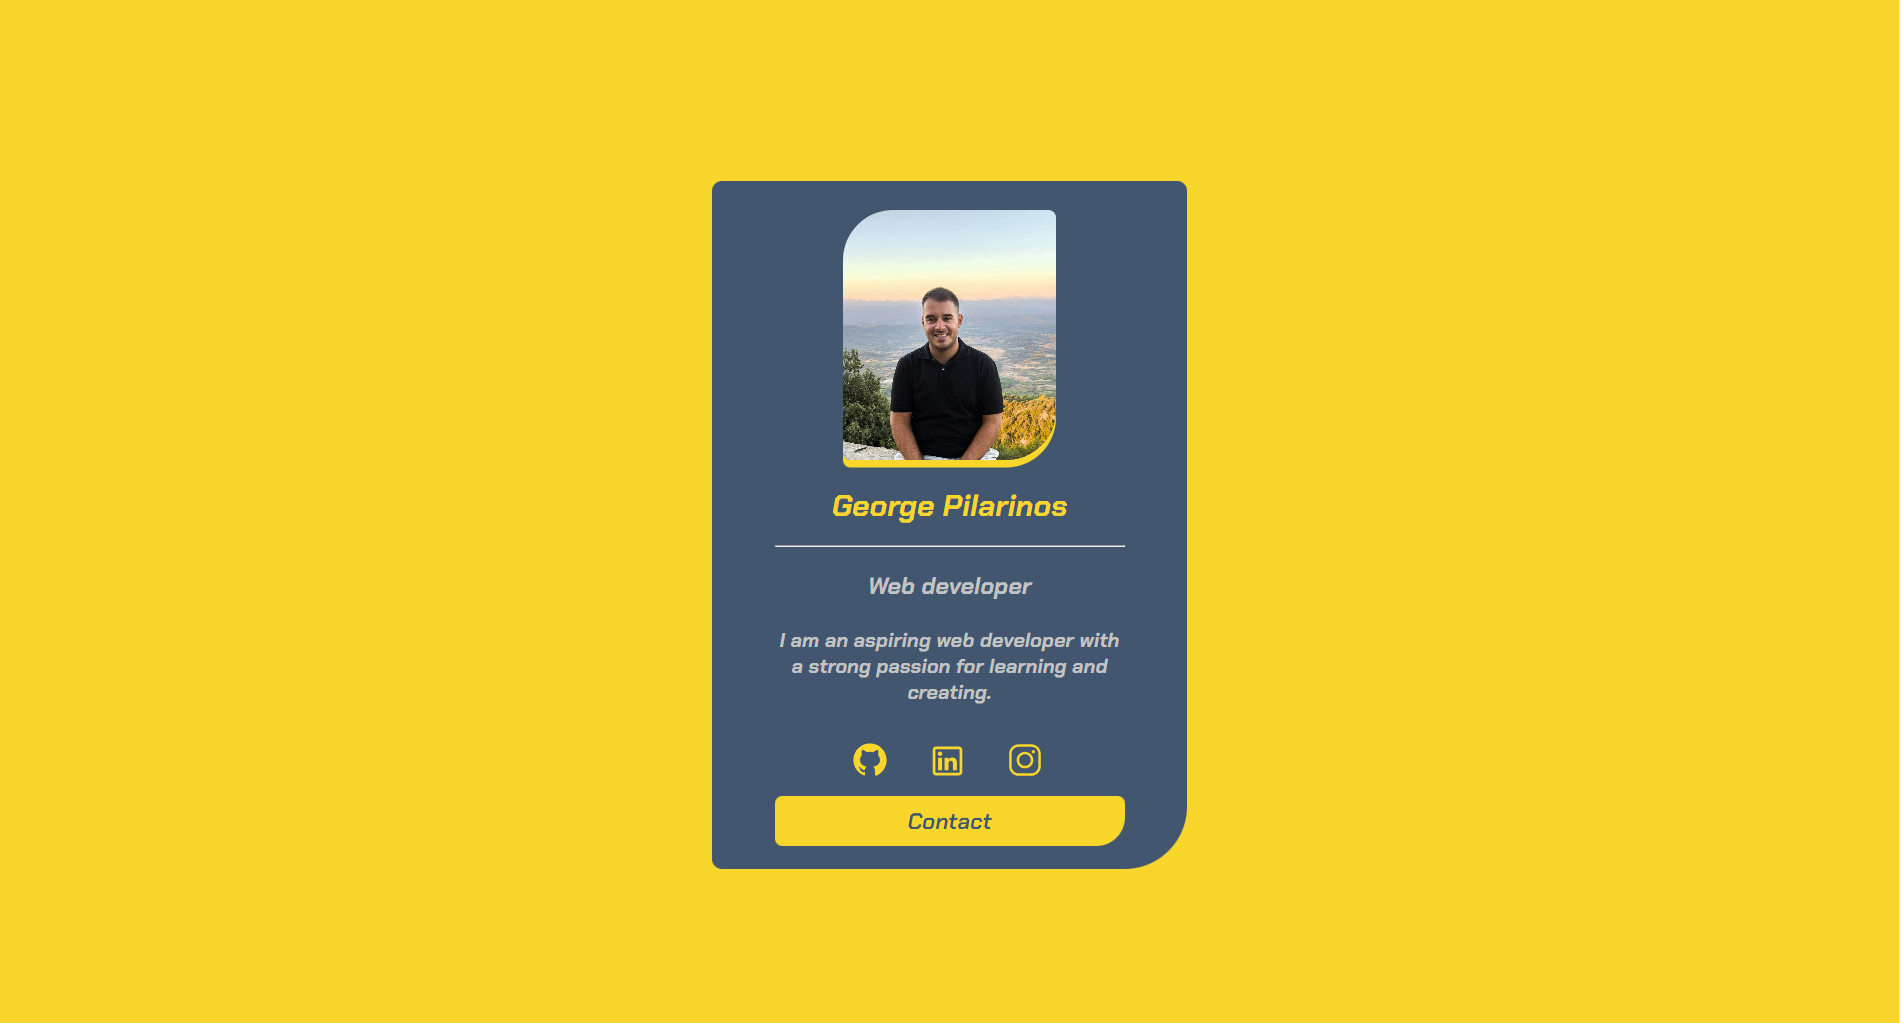 George Pilarinos
Web developer
I am an aspiring web developer with
a strong passion for learning and
creating.
Contact